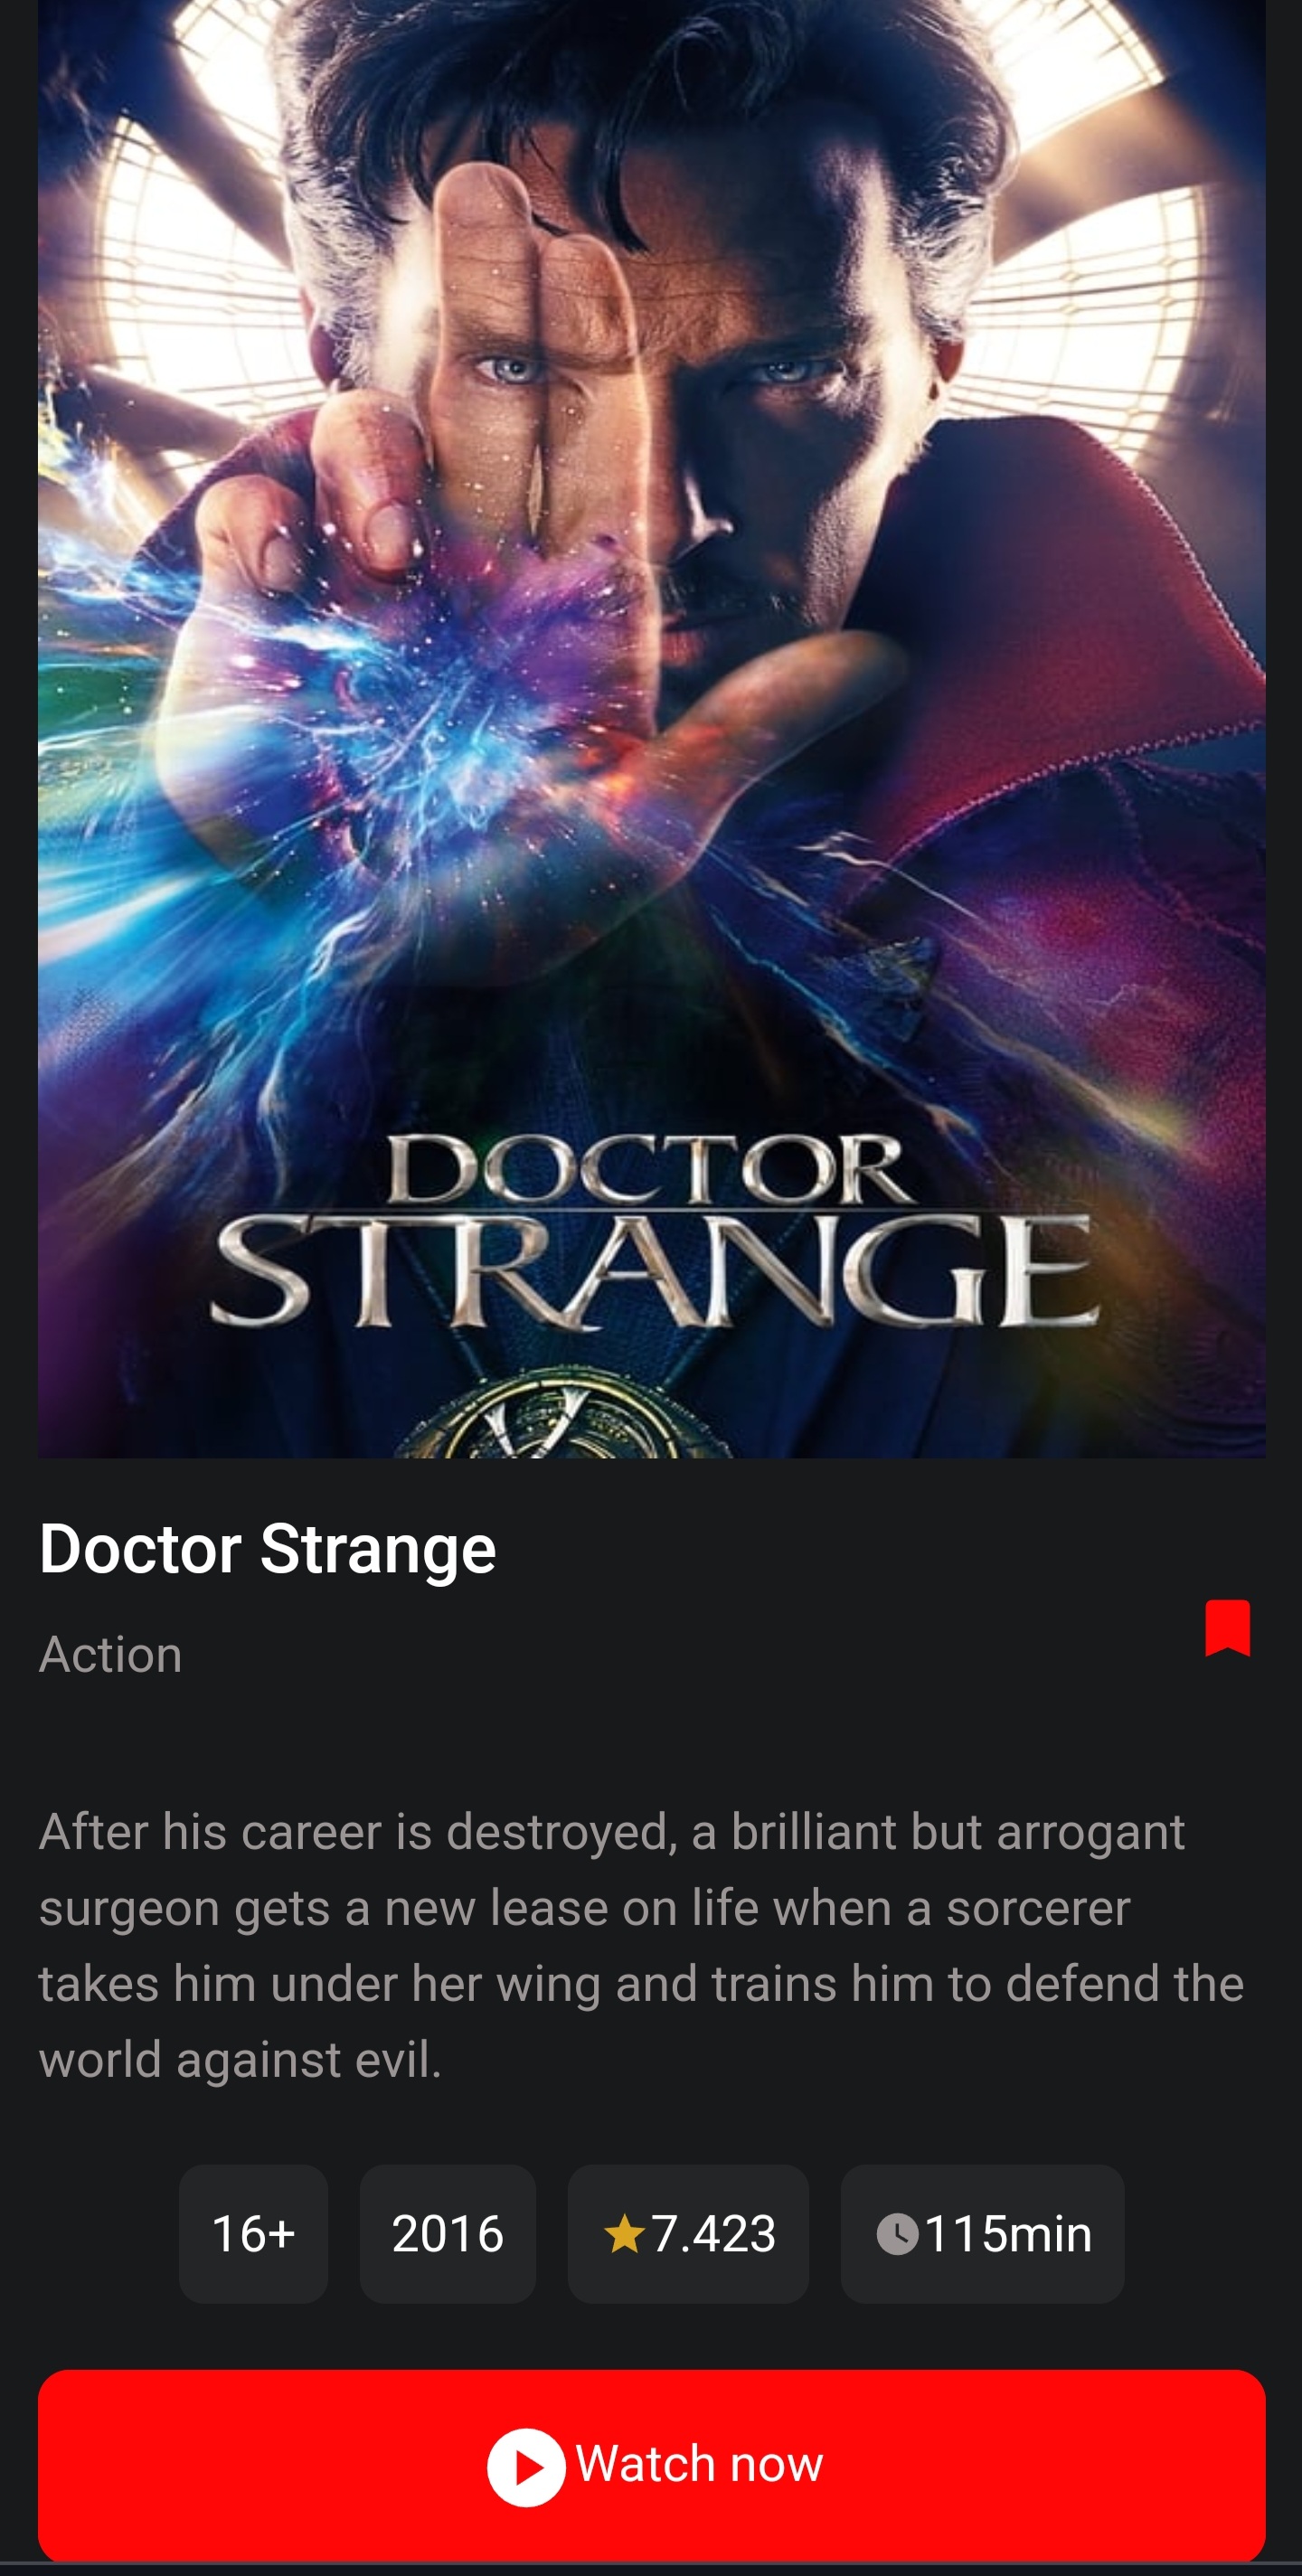 DOCTOR
STRANGE
Doctor Strange
Action
After his career is destroyed, a brilliant but arrogant
surgeon gets a new lease on life when a sorcerer
takes him under her wing and trains him to defend the
world against evil.
16+ 2016 7.423 115min
Watch now